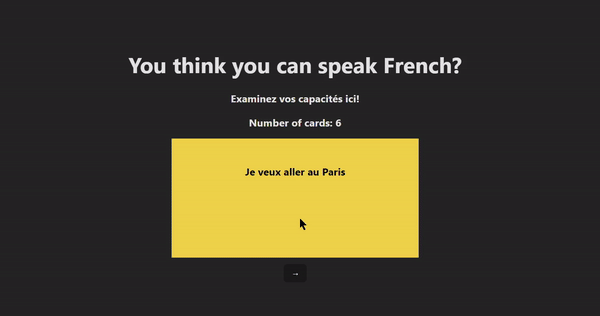 You think you can speak French?
Examinez vos capacités ici!
Number of cards: 6
Je veux aller au Paris
→